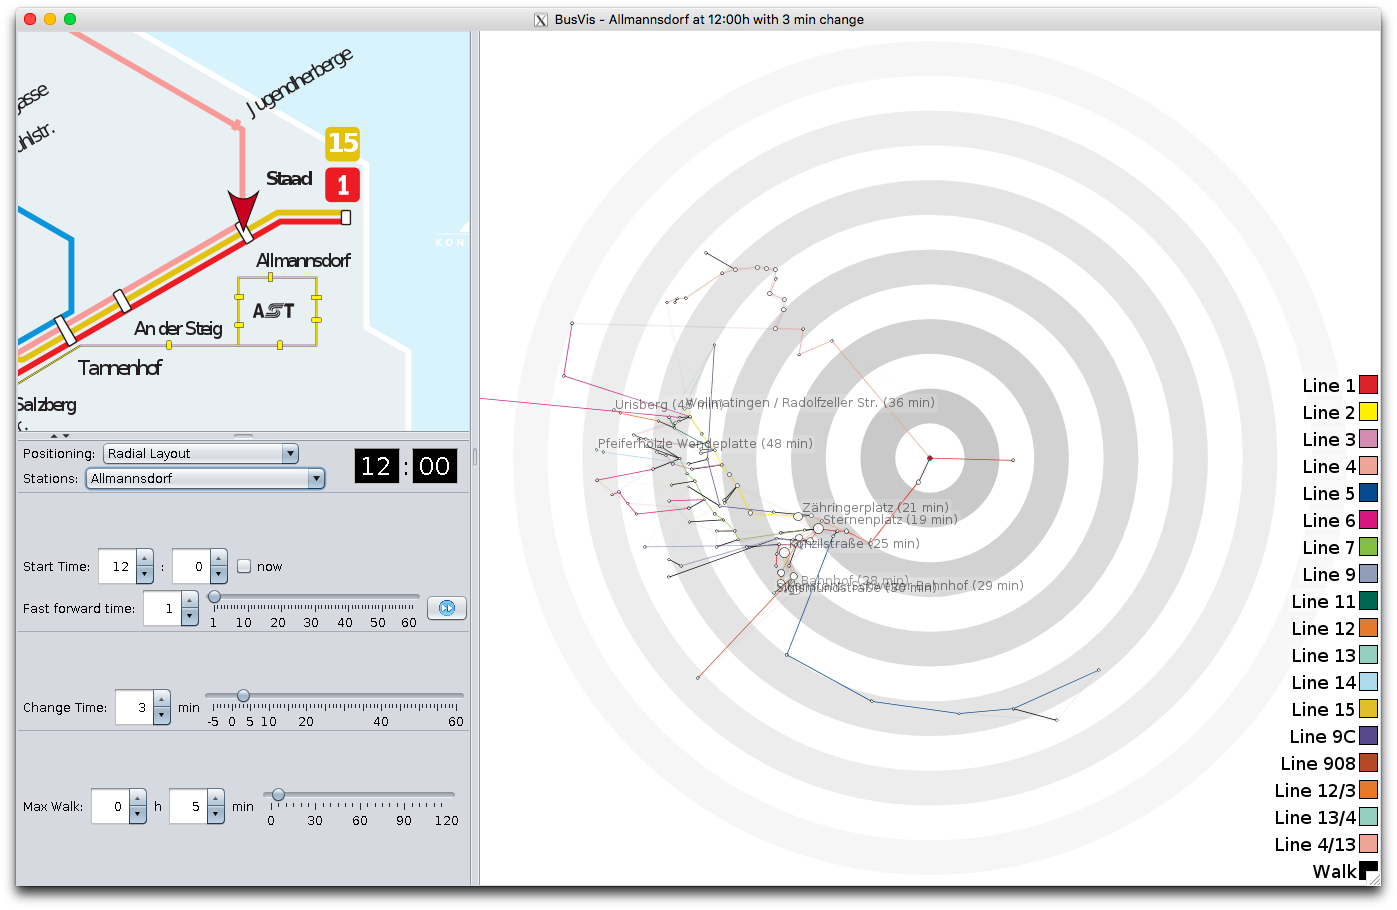 BusVis - Allmannsdorf at 12:00h with 3 min change
Jugendherberge
gasse
15
Staad
1
KON
Allmannsdorf
AST
An der Steig
Tannenhof
Salzberg
Positioning: Radial Layout
Stations: Allmannsdorf
12:00
Start Time: 12 : 0 now
Fast forward time: 1
1 10 20 30 40 50 60
Change Time: 3 min
-5 0 5 10 20 40 60
Max Walk: 0 h 5 min
0 30 60 90 120
Wollmatingen / Radolfzeller Str. (36 min)
Urisberg
Pfeiferhölzle Wendeplatte (48 min)
Zähringerplatz (21 min)
Sternenplatz (19 min)
Konzilstraße (25 min)
Bahnhof (28 min)
Schweizer Bahnhof (29 min)
Sigismundstraße (30 min)
Line 1
Line 2
Line 3
Line 4
Line 5
Line 6
Line 7
Line 9
Line 11
Line 12
Line 13
Line 14
Line 15
Line 9C
Line 908
Line 12/3
Line 13/4
Line 4/13
Walk